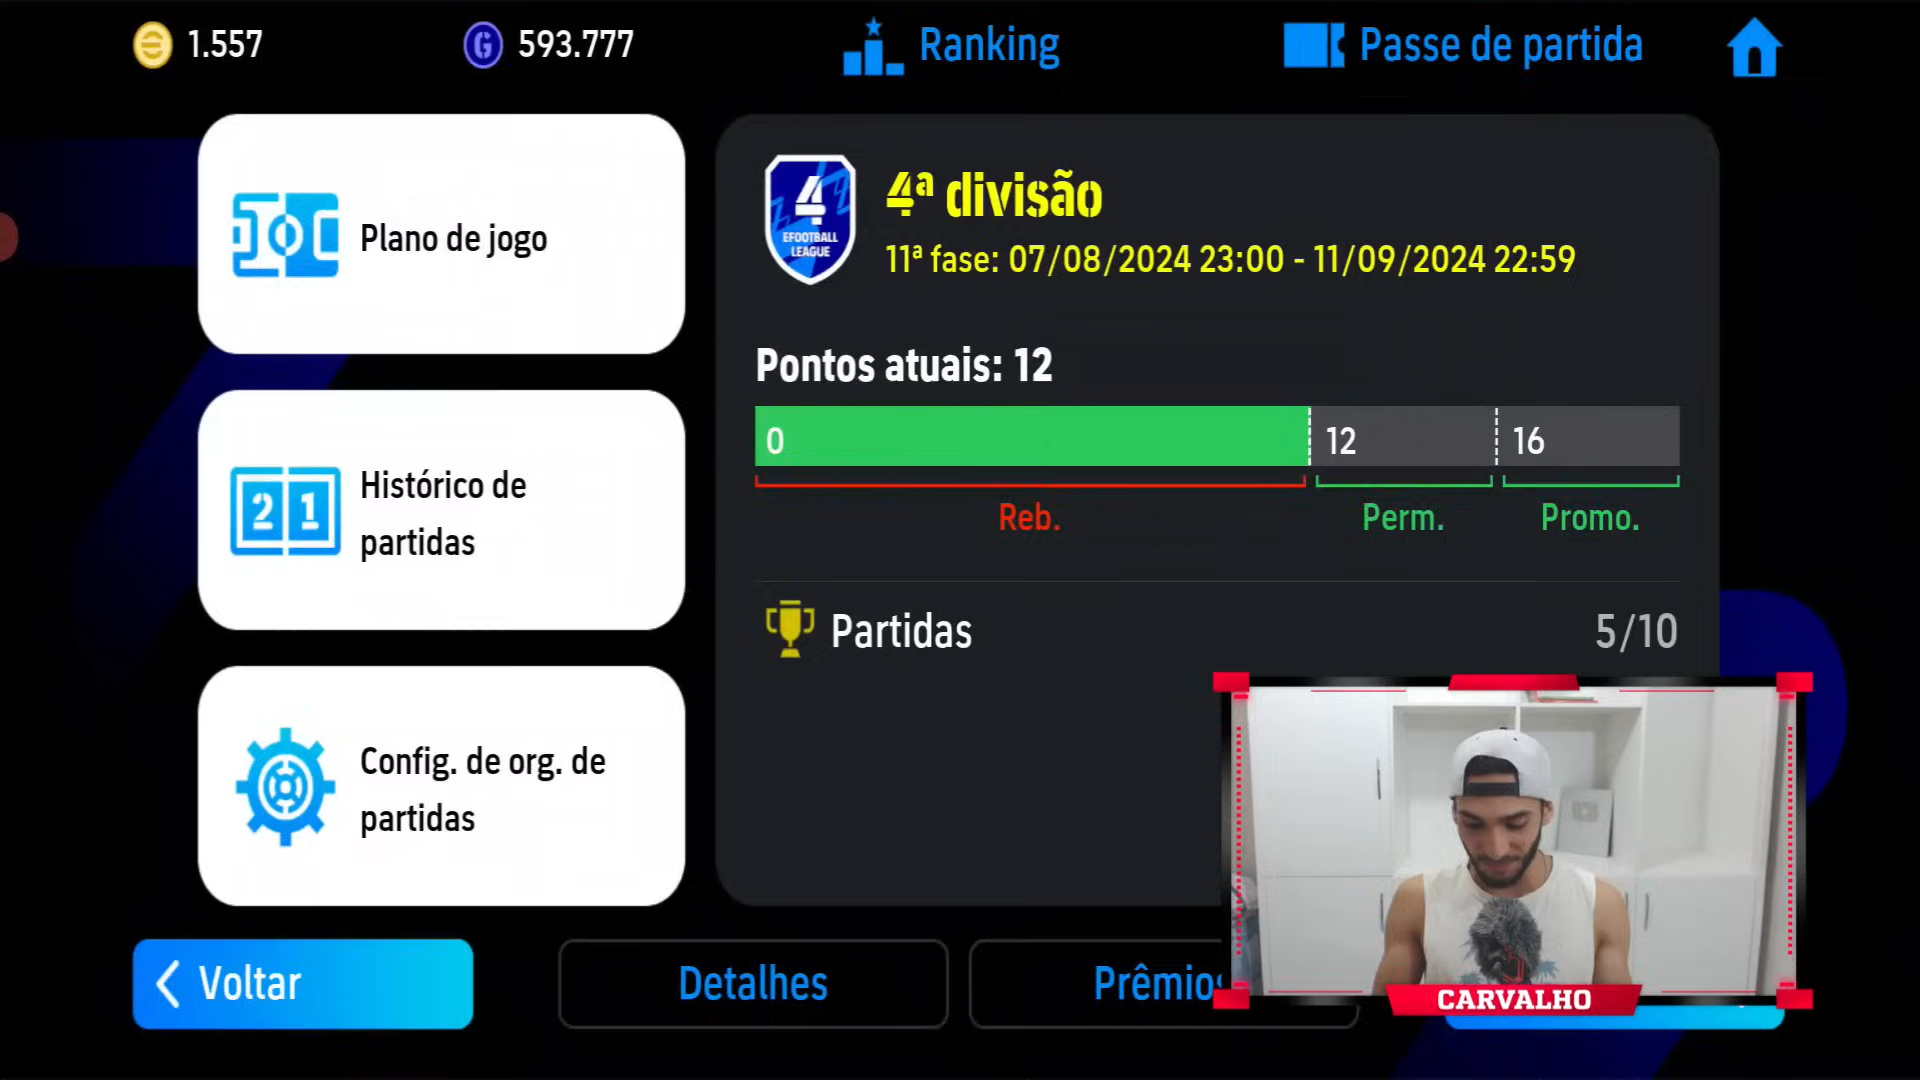 1.557
593.777
Ranking
Passe de partida
Plano de jogo
Histórico de
partidas
Config. de org. de
partidas
4
EFOOTBALL
LEAGUE
4ª divisão
11ª fase: 07/08/2024 23:00 - 11/09/2024 22:59
Pontos atuais: 12
0
12
16
Reb.
Perm.
Promo.
Partidas
5/10
Voltar
Detalhes
Prêmios
CARVALHO